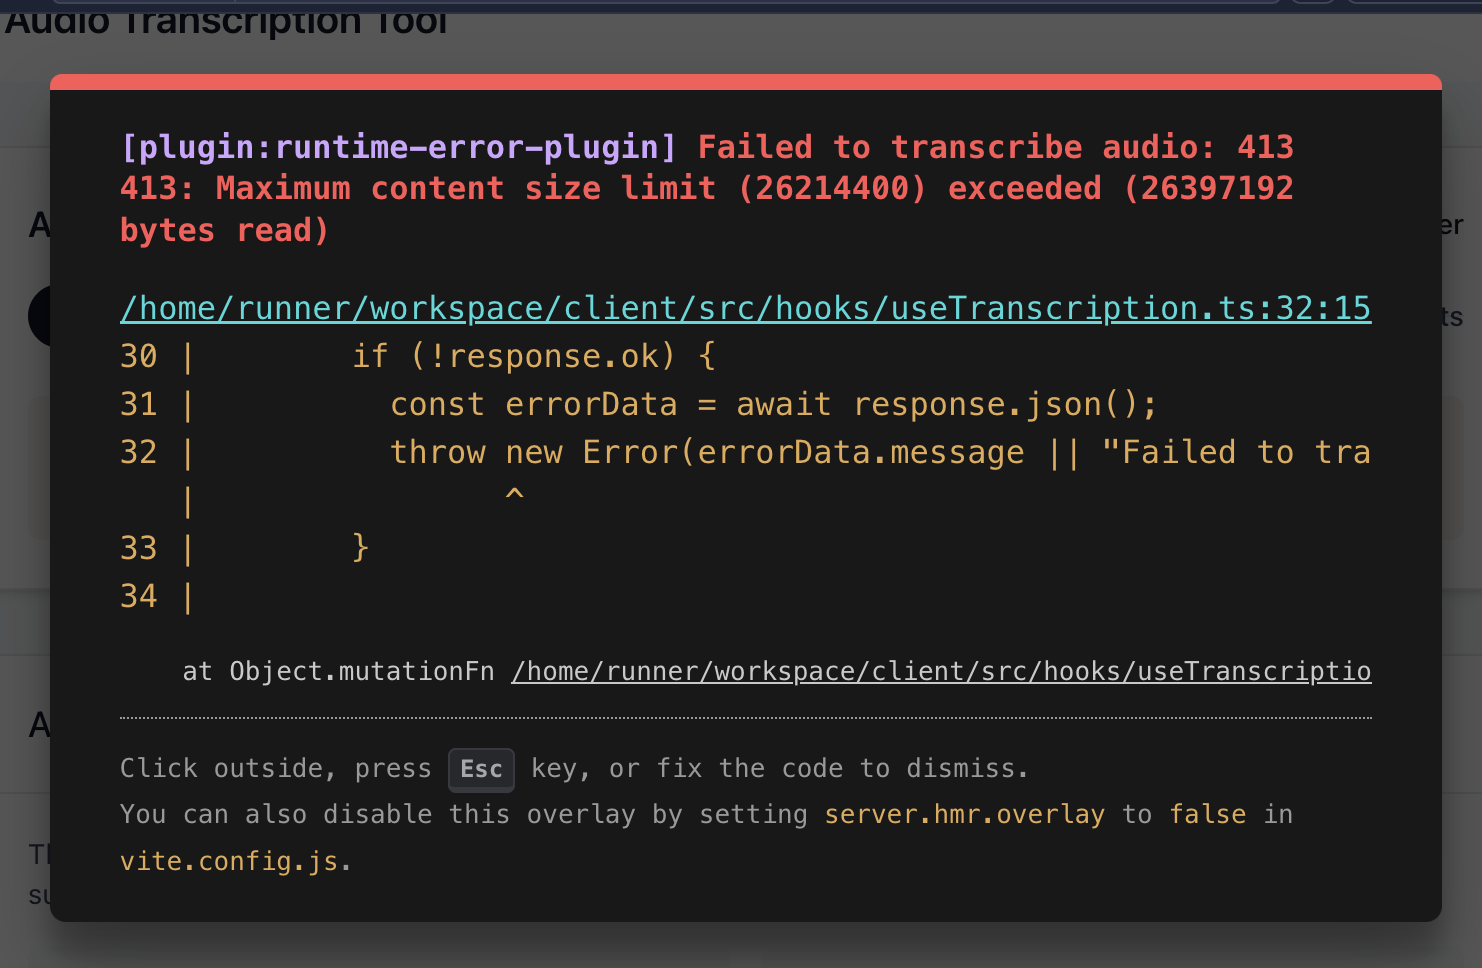 Audio Transcription Tool
[plugin:runtime-error-plugin] Failed to transcribe audio: 413
413: Maximum content size limit (26214400) exceeded (26397192
bytes read)
/home/runner/workspace/client/src/hooks/useTranscription.ts:32:15
30 |        if (!response.ok) {
31 |          const errorData = await response.json();
32 |          throw new Error(errorData.message || "Failed to tra
   |                ^
33 |        }
34 |
at Object.mutationFn /home/runner/workspace/client/src/hooks/useTranscriptio
Click outside, press Esc key, or fix the code to dismiss.
You can also disable this overlay by setting server.hmr.overlay to false in
vite.config.js.